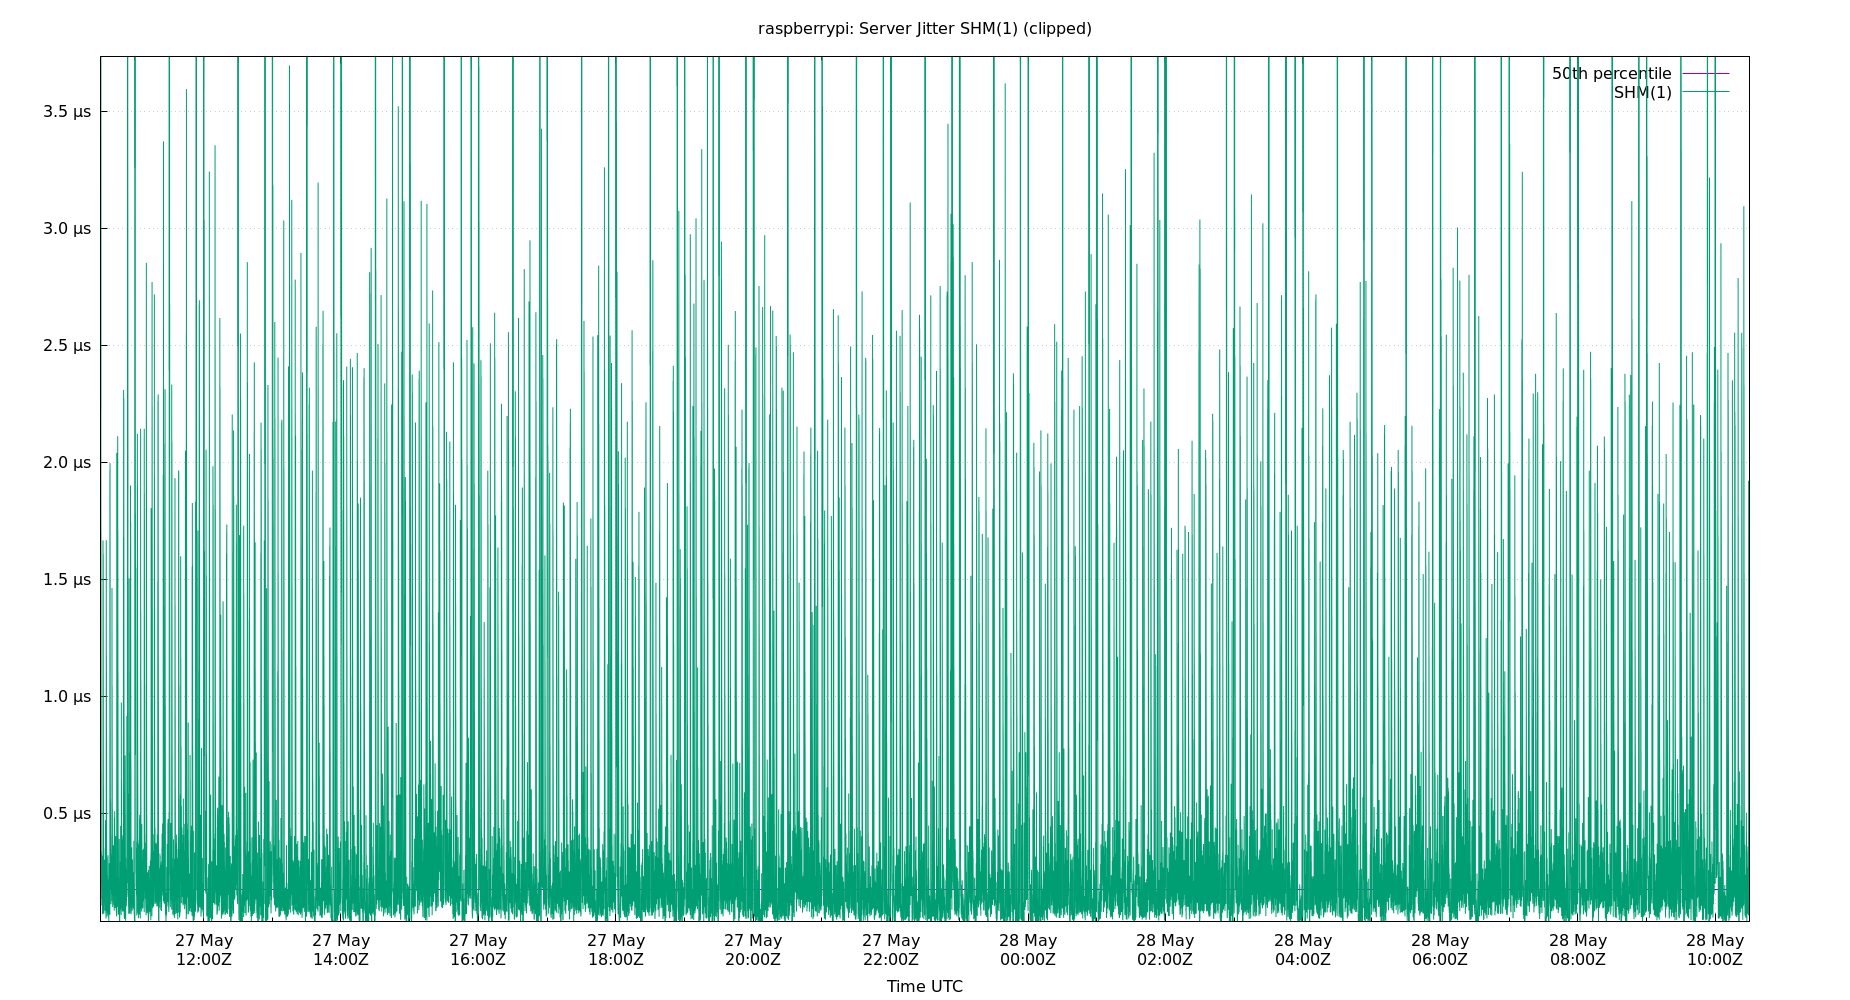 raspberrypi: Server Jitter SHM(1) (clipped)
50th percentile
SHM(1)
3.5 µs
3.0 µs
2.5 µs
2.0 µs
1.5 µs
1.0 µs
0.5 µs
27 May 27 May 27 May 27 May 27 May 27 May 28 May 28 May 28 May 28 May 28 May 28 May
12:00Z 14:00Z 16:00Z 18:00Z 20:00Z 22:00Z 00:00Z 02:00Z 04:00Z 06:00Z 08:00Z 10:00Z
Time UTC